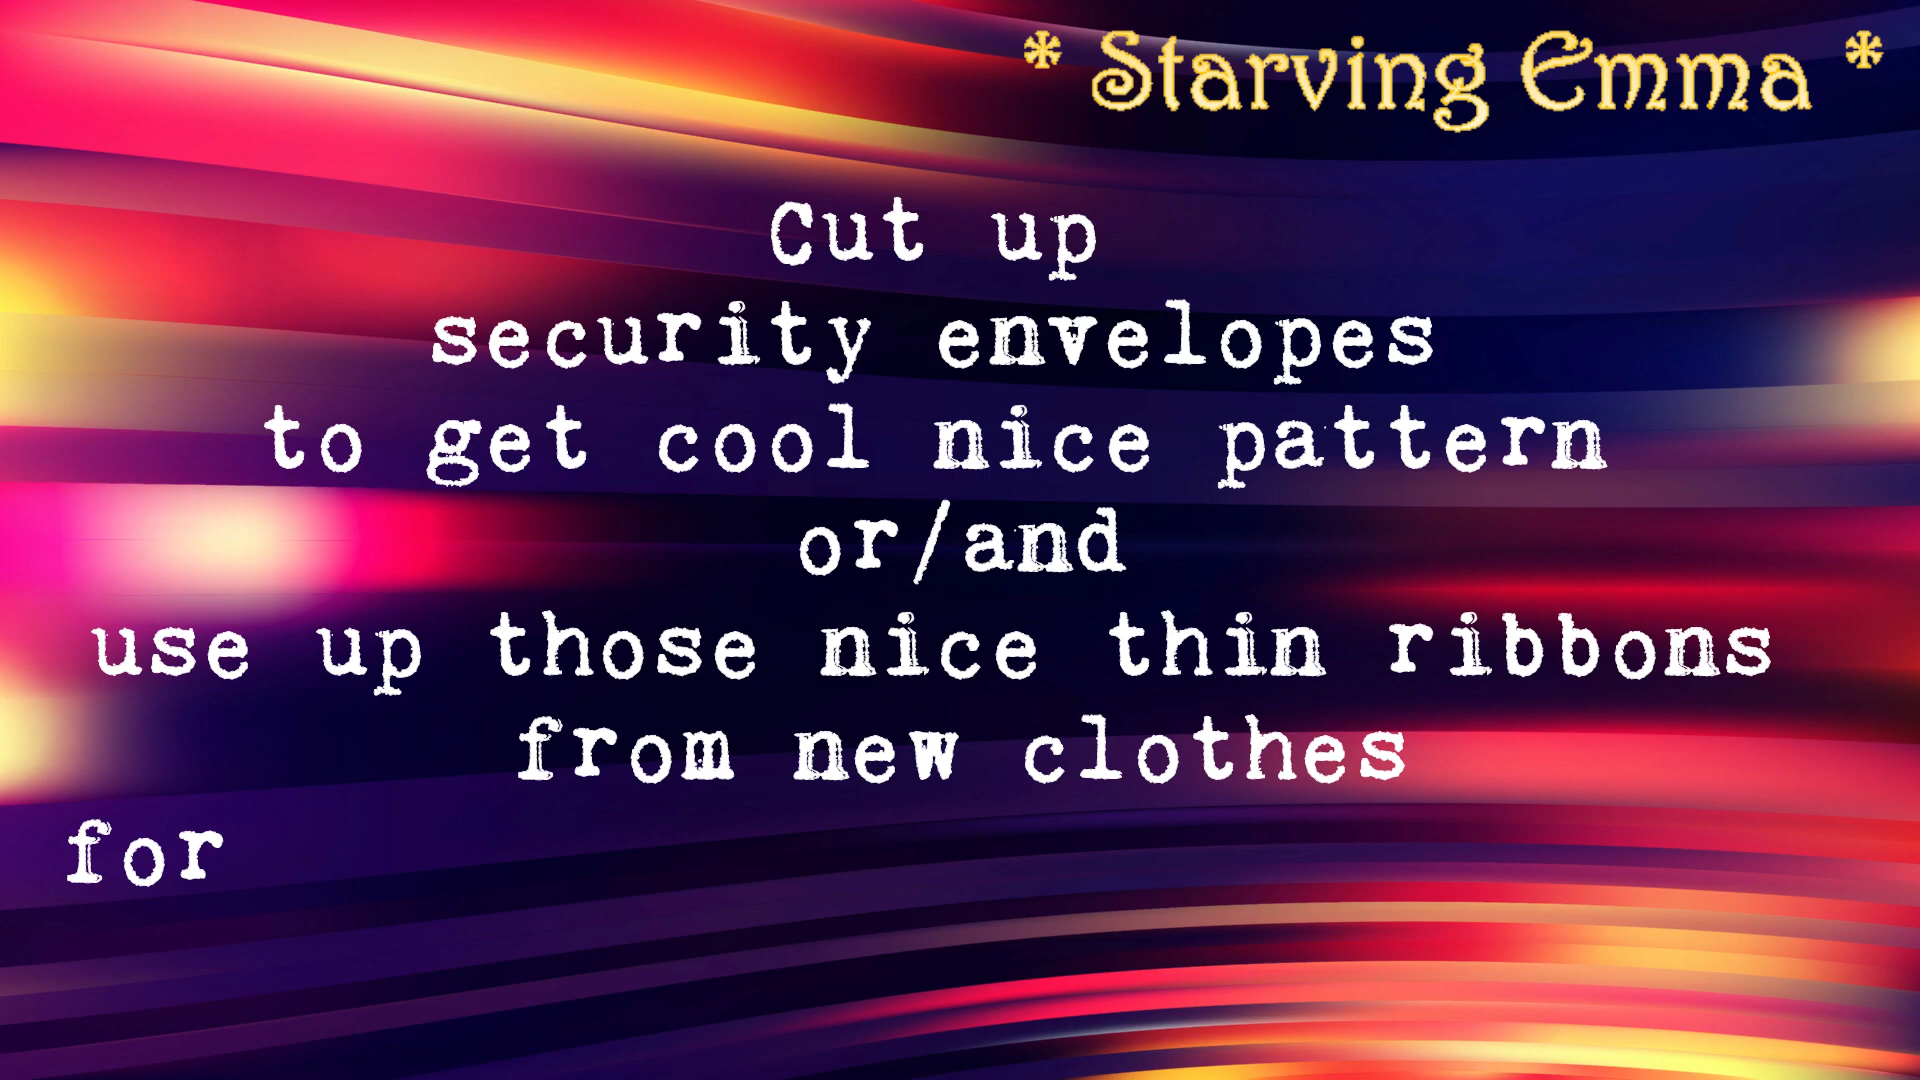 * Starving Emma *
Cut up
security envelopes
to get cool nice pattern
or/and
use up those nice thin ribbons
from new clothes
for